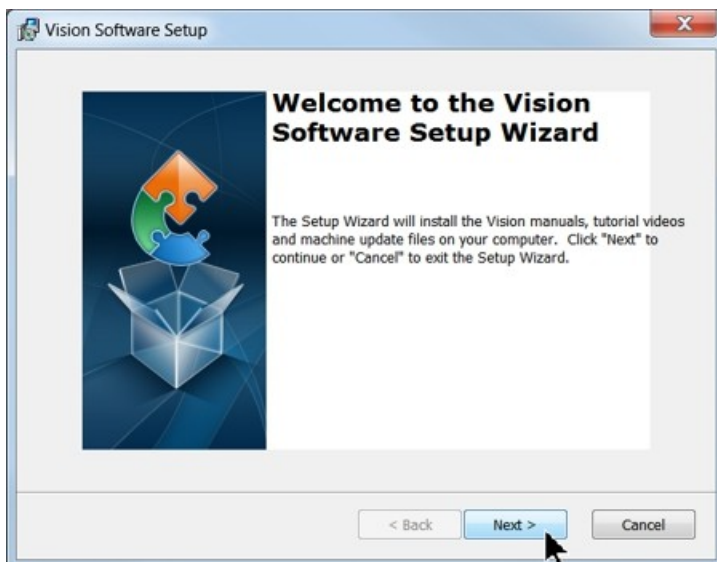 Vision Software Setup
Welcome to the Vision
Software Setup Wizard
The Setup Wizard will install the Vision manuals, tutorial videos
and machine update files on your computer.  Click "Next" to
continue or "Cancel" to exit the Setup Wizard.
< Back Next > Cancel